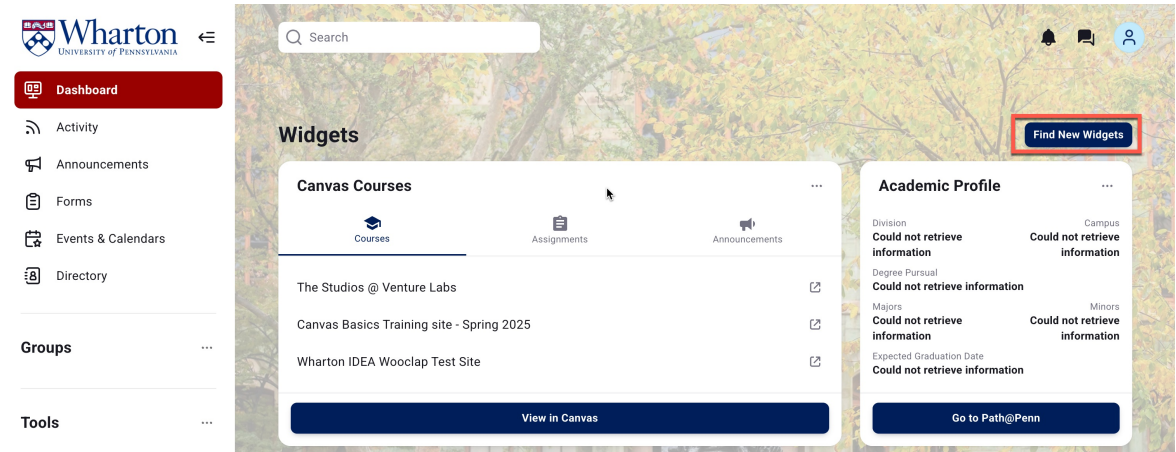 Wharton
UNIVERSITY of PENNSYLVANIA
Dashboard
Activity
Announcements
Forms
Events & Calendars
Directory
Groups
Tools
Search
Widgets
Find New Widgets
Canvas Courses
Courses
Assignments
Announcements
The Studios @ Venture Labs
Canvas Basics Training site - Spring 2025
Wharton IDEA Wooclap Test Site
View in Canvas
Academic Profile
Division
Could not retrieve
information
Campus
Could not retrieve
information
Degree Pursual
Could not retrieve information
Majors
Could not retrieve
information
Minors
Could not retrieve
information
Expected Graduation Date
Could not retrieve information
Go to Path@Penn